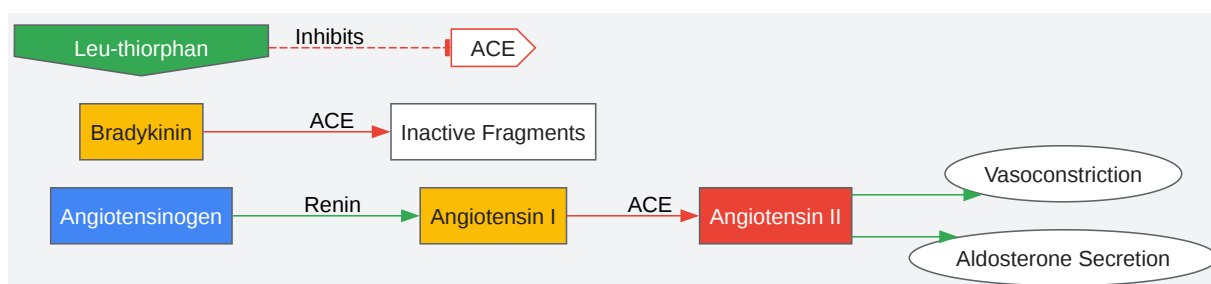 Leu-thiorphan
Inhibits
ACE
Bradykinin
ACE
Inactive Fragments
Angiotensinogen
Renin
Angiotensin I
ACE
Angiotensin II
Vasoconstriction
Aldosterone Secretion